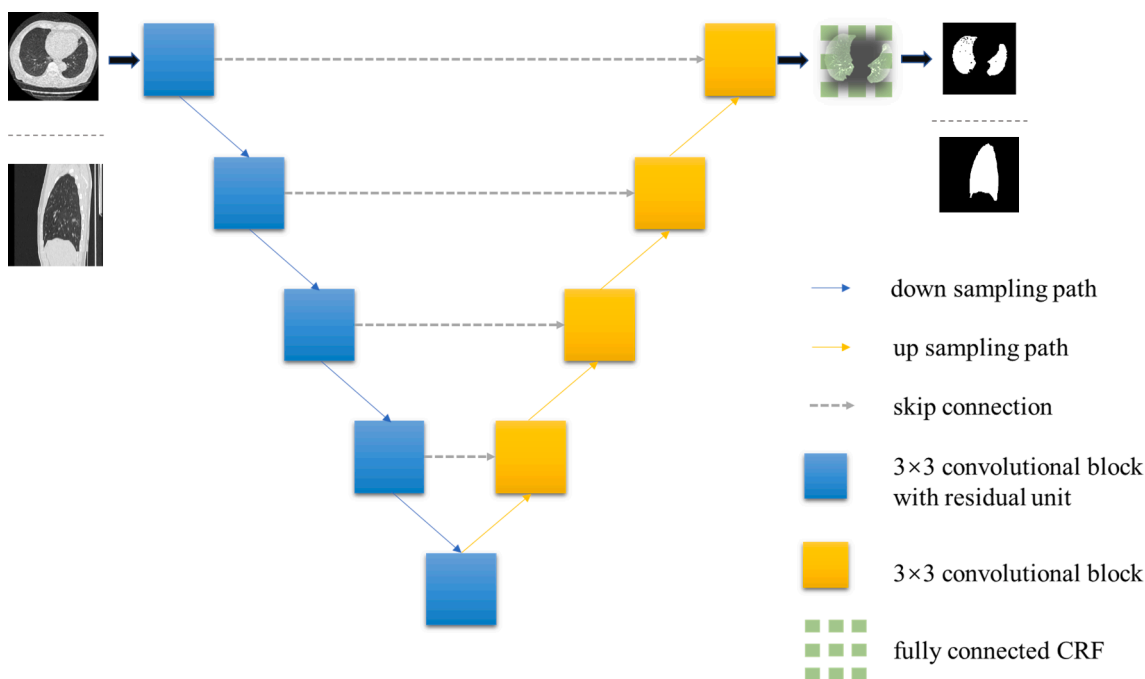 down sampling path
up sampling path
skip connection
3×3 convolutional block
with residual unit
3×3 convolutional block
fully connected CRF